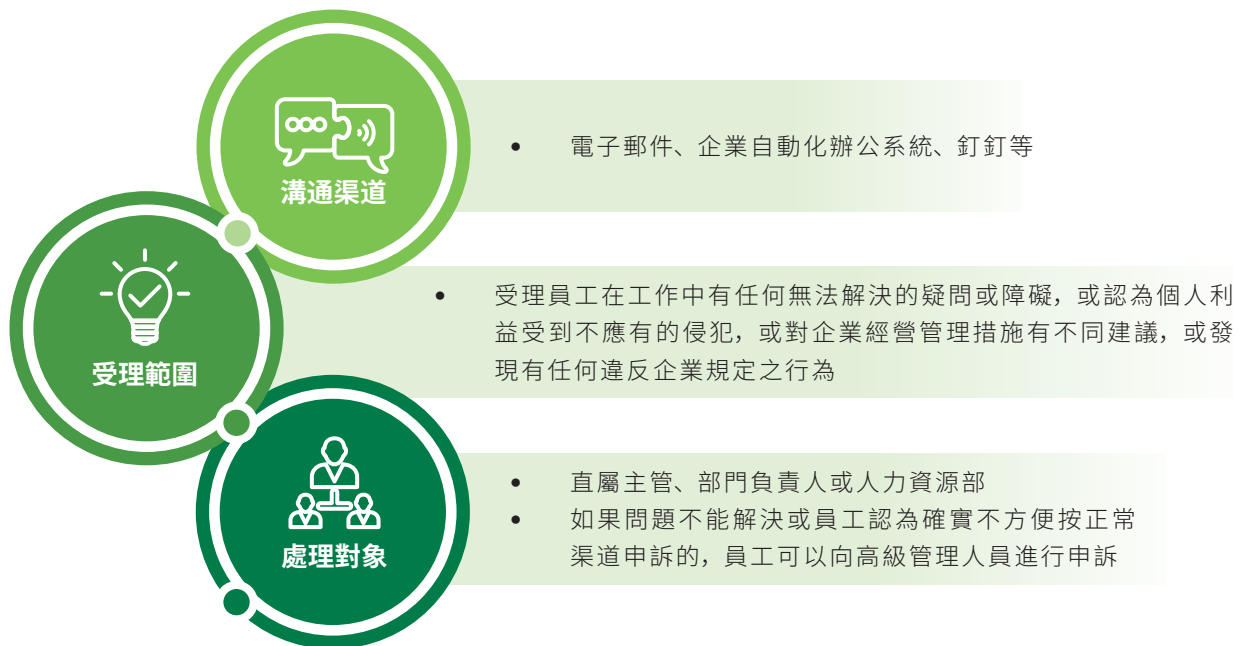 溝通渠道
• 電子郵件、企業自動化辦公系統、釘釘等
受理範圍
• 受理員工在工作中有任何無法解決的疑問或障礙，或認為個人利
益受到不應有的侵犯，或對企業經營管理措施有不同建議，或發
現有任何違反企業規定之行為
處理對象
• 直屬主管、部門負責人或人力資源部
• 如果問題不能解決或員工認為確實不方便按正常
渠道申訴的，員工可以向高級管理人員進行申訴